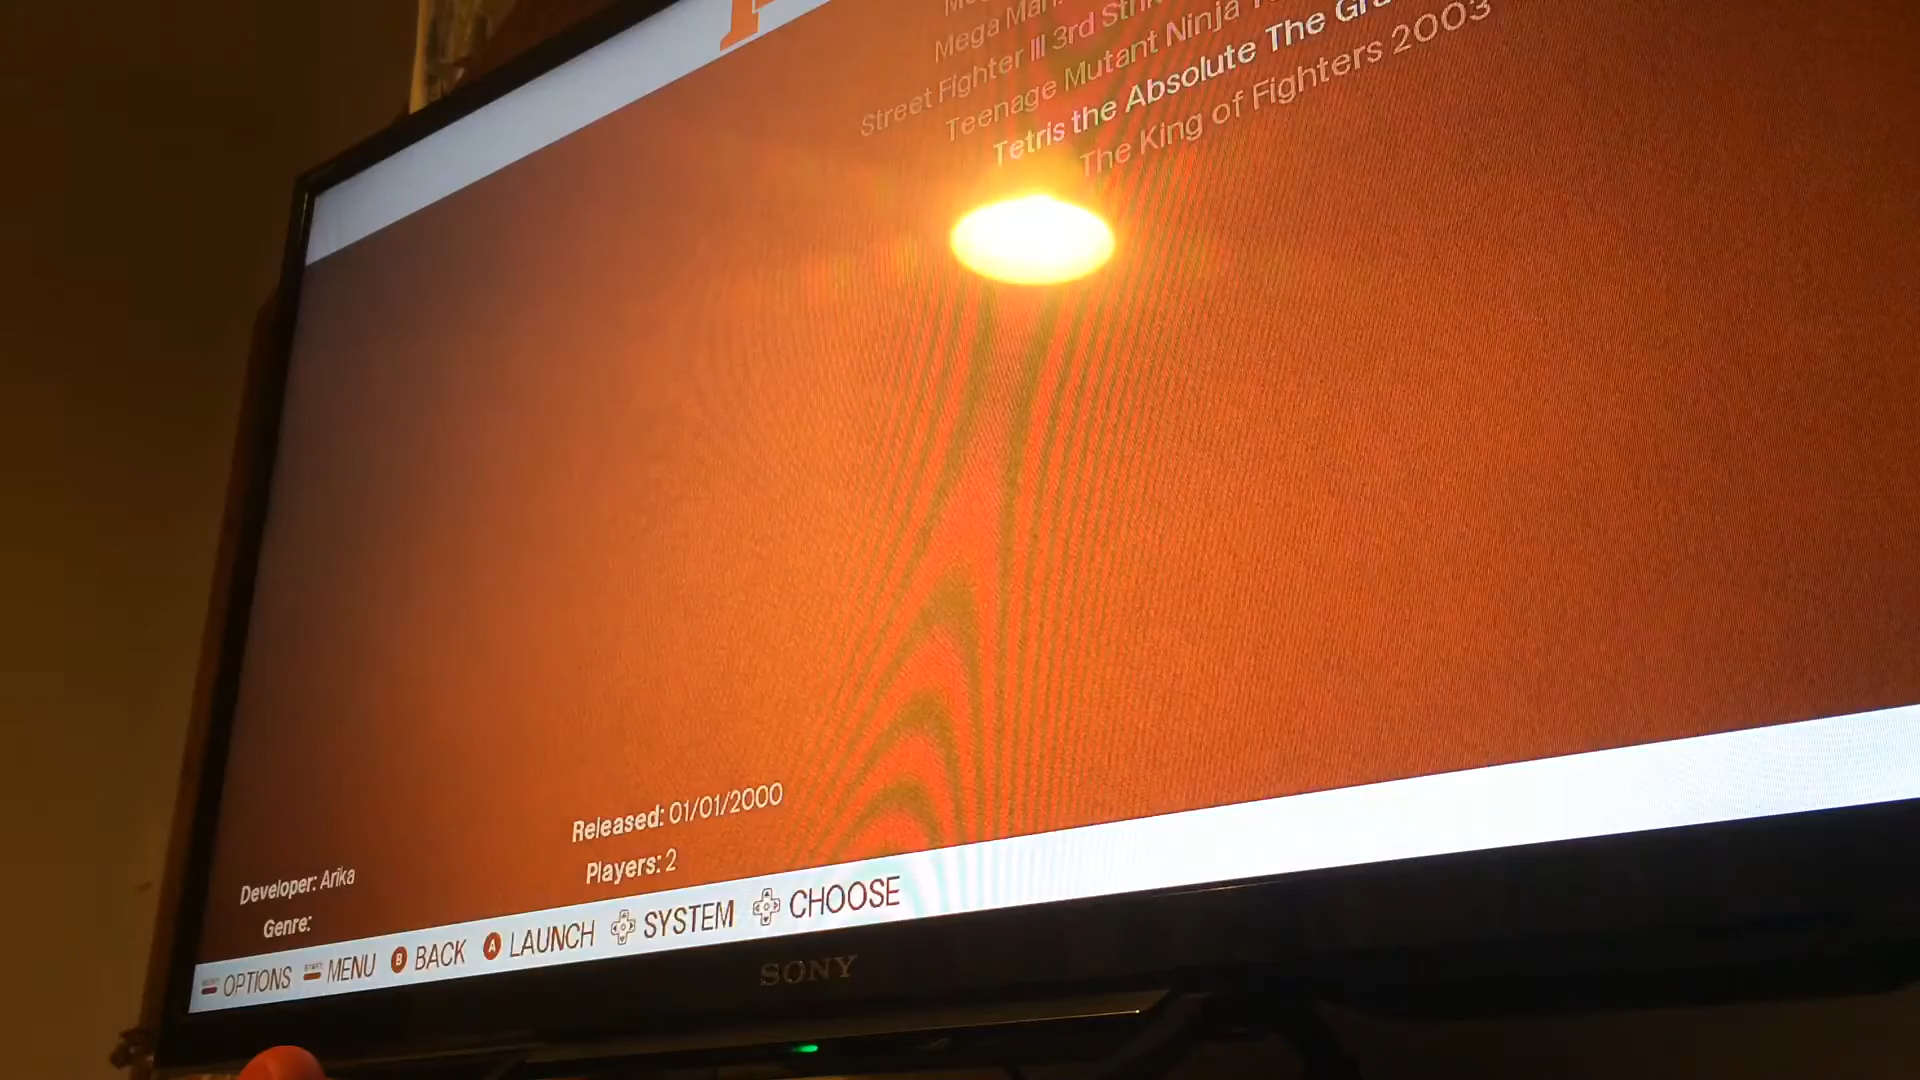 Mega Man
Street Fighter III 3rd
Teenage Mutant Ninja
Tetris the Absolute The
The King of Fighters 2003
Released: 01/01/2000
Players: 2
Developer: Arika
Genre:
OPTIONS MENU B BACK A LAUNCH SYSTEM CHOOSE
SONY